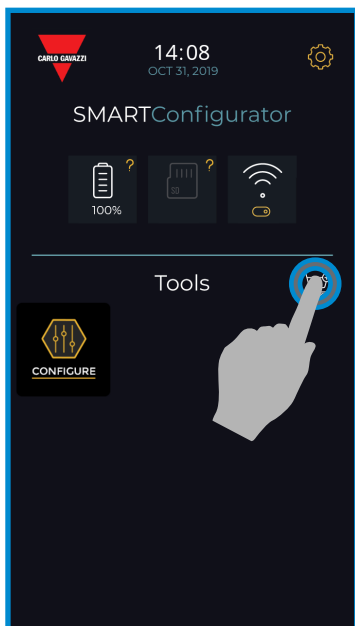 CARLO GAVAZZI
14:08
OCT 31, 2019
SMARTConfigurator
?
?
SD
100%
Tools
CONFIGURE